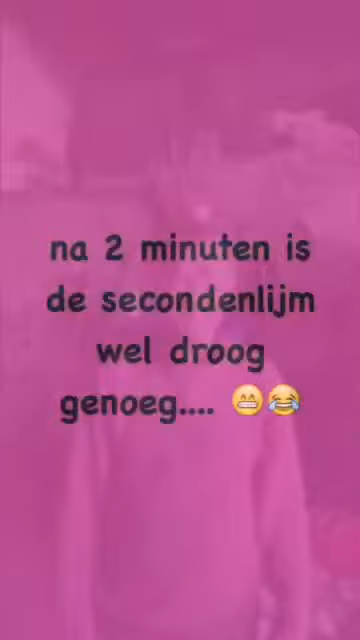 na 2 minuten is
de secondenlijm
wel droog
genoeg.... 😁😂